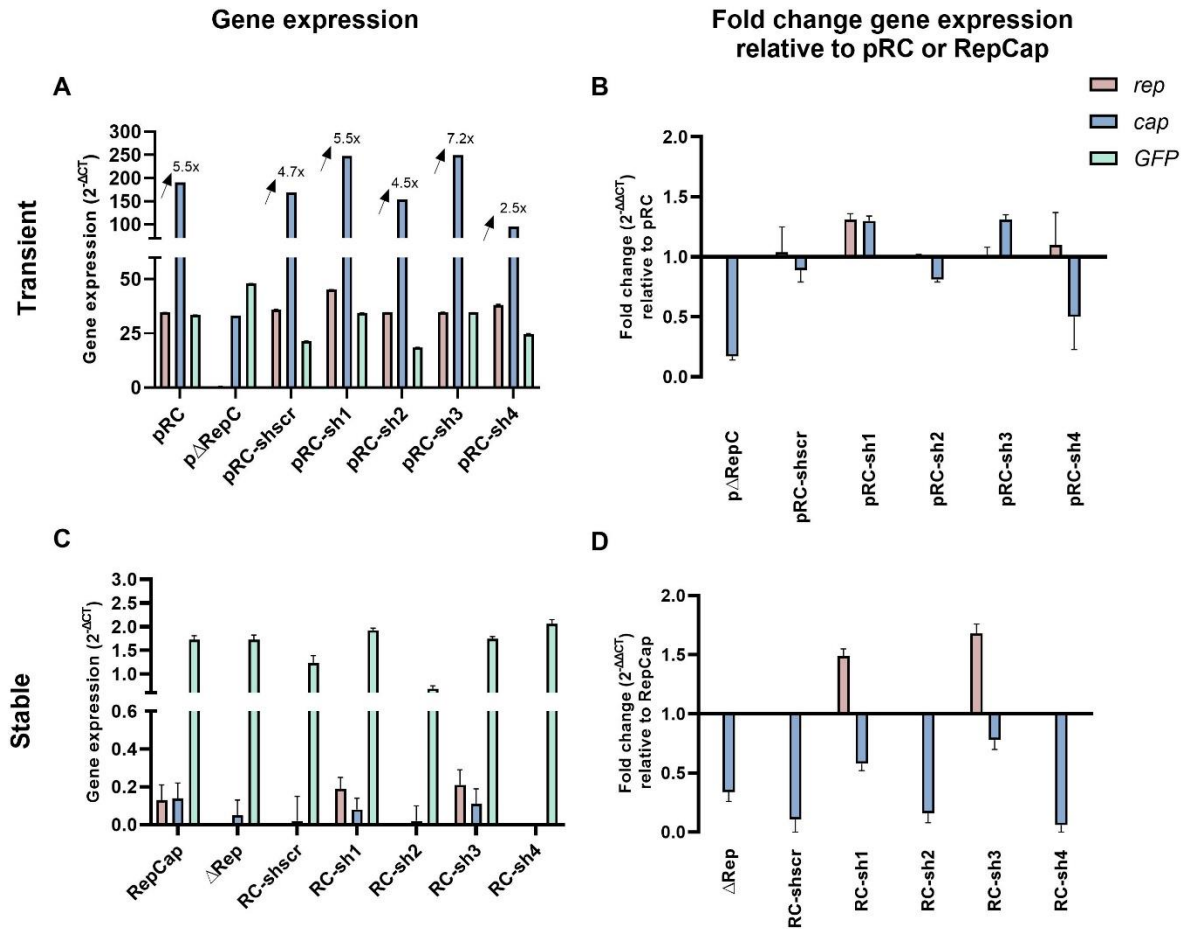 Gene expression
Fold change gene expression
relative to pRC or RepCap
rep
cap
GFP
Transient
A
Gene expression (2^-ΔCT)
300
250
200
150
100
50
25
0
5.5x
4.7x
5.5x
4.5x
7.2x
2.5x
pRC
p△RepC
pRC-shscr
pRC-sh1
pRC-sh2
pRC-sh3
pRC-sh4
B
Fold change (2^-ΔΔCT)
relative to pRC
2.0
1.5
1.0
0.5
0.0
p△RepC
pRC-shscr
pRC-sh1
pRC-sh2
pRC-sh3
pRC-sh4
Stable
C
Gene expression (2^-ΔCT)
3.0
2.5
2.0
1.5
1.0
0.6
0.4
0.2
0.0
RepCap
△Rep
RC-shscr
RC-sh1
RC-sh2
RC-sh3
RC-sh4
D
Fold change (2^-ΔΔCT)
relative to RepCap
2.0
1.5
1.0
0.5
0.0
△Rep
RC-shscr
RC-sh1
RC-sh2
RC-sh3
RC-sh4